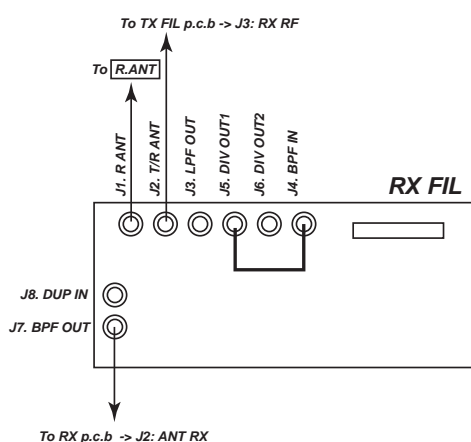 To TX FIL p.c.b -> J3: RX RF
To R.ANT
J1. R ANT
J2. T/R ANT
J3. LPF OUT
J5. DIV OUT1
J6. DIV OUT2
J4. BPF IN
RX FIL
J8. DUP IN
J7. BPF OUT
To RX p.c.b -> J2: ANT RX